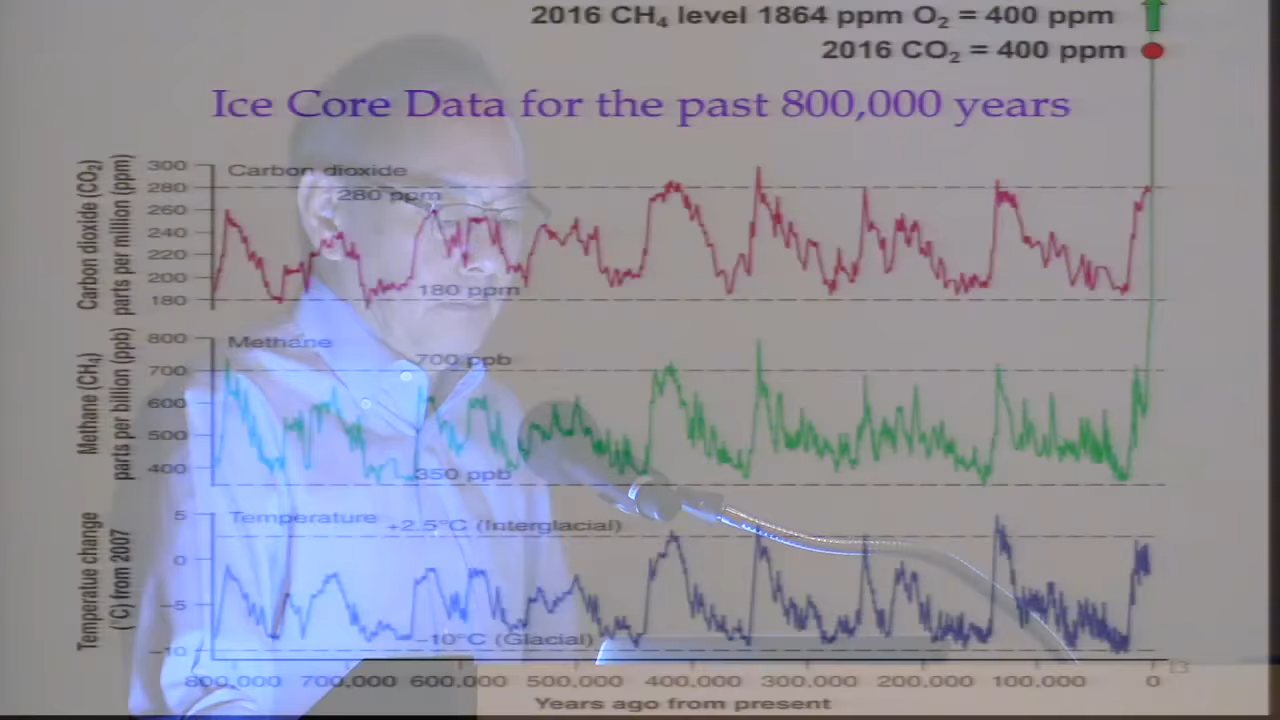 2016 CH₄ level 1864 ppm O₂ = 400 ppm
2016 CO₂ = 400 ppm
Ice Core Data for the past 800,000 years
Carbon dioxide (CO₂)
parts per million (ppm)
300
280
260
240
220
200
180
Carbon dioxide
280 ppm
180 ppm
Methane (CH₄)
parts per billion (ppb)
800
700
600
500
400
Methane
700 ppb
350 ppb
Temperatue change
(°C) from 2007
5
0
–5
–10
Temperature
+2.5°C (Interglacial)
–10°C (Glacial)
800,000 700,000 600,000 500,000 400,000 300,000 200,000 100,000 0
13
Years ago from present